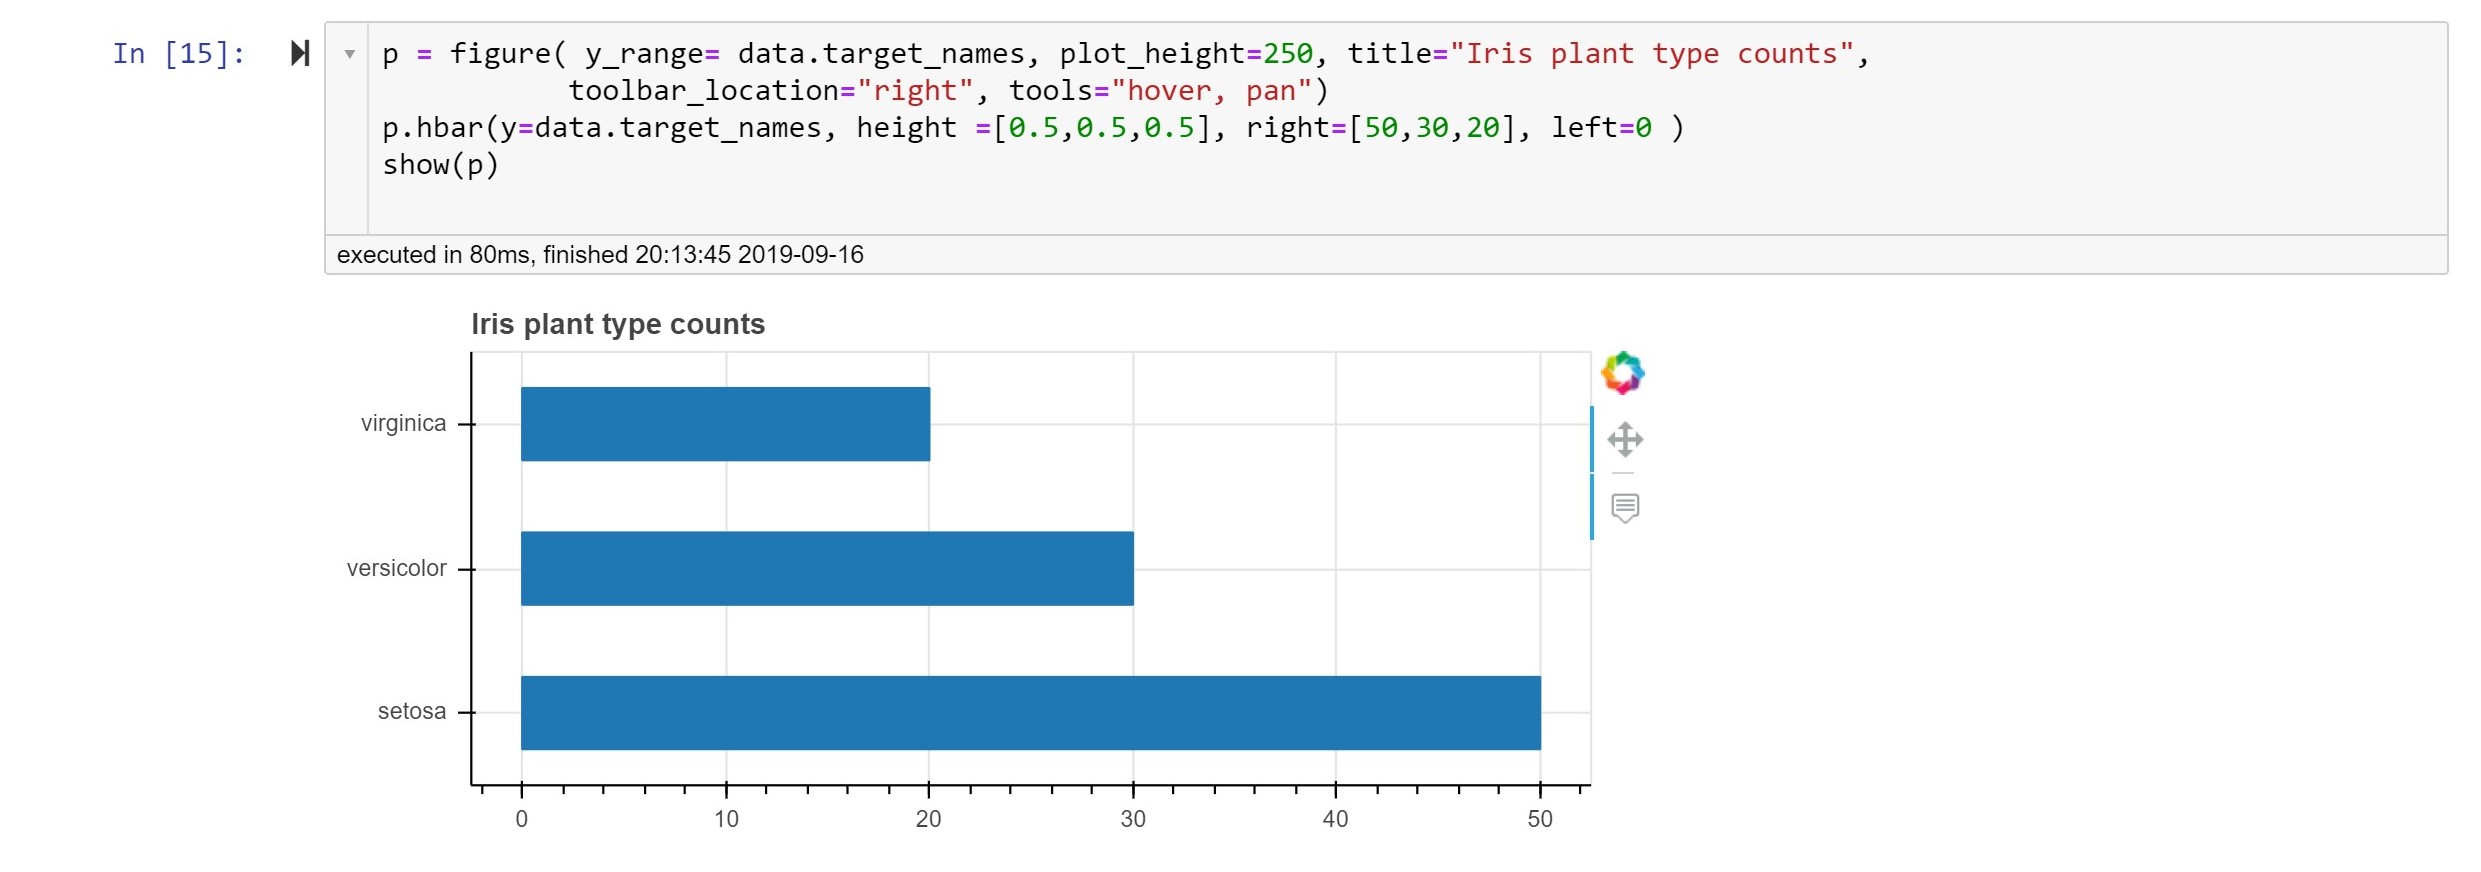 In [15]:
p = figure( y_range= data.target_names, plot_height=250, title="Iris plant type counts",
toolbar_location="right", tools="hover, pan")
p.hbar(y=data.target_names, height =[0.5,0.5,0.5], right=[50,30,20], left=0 )
show(p)
executed in 80ms, finished 20:13:45 2019-09-16
Iris plant type counts
virginica
versicolor
setosa
0 10 20 30 40 50